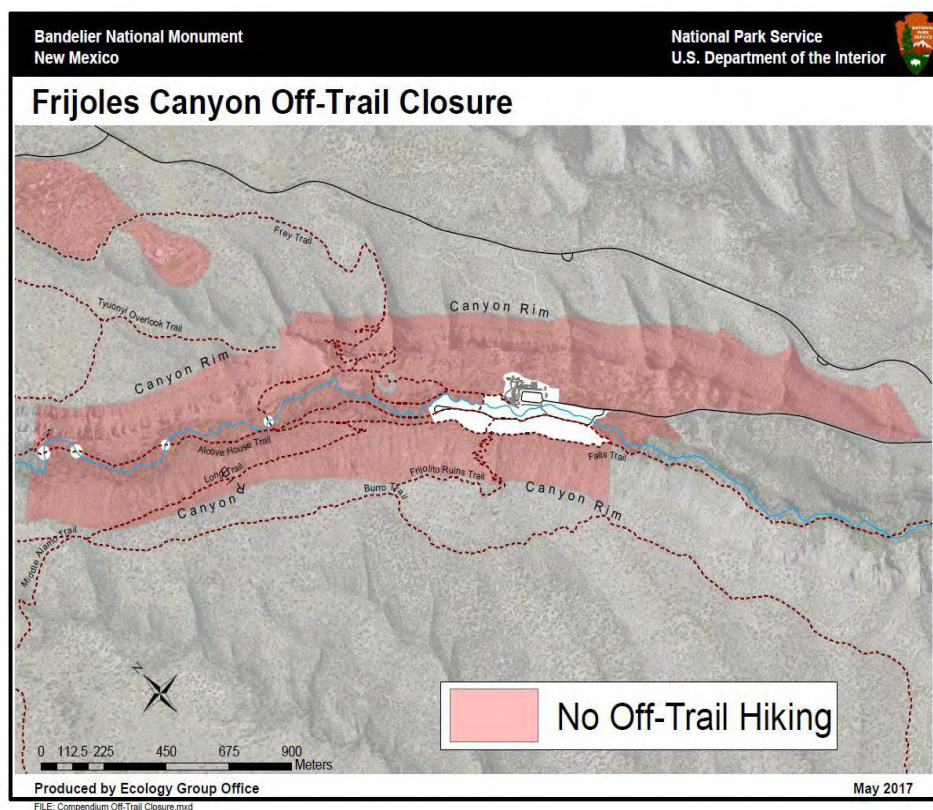 Bandelier National Monument
New Mexico
National Park Service
U.S. Department of the Interior
NATIONAL
PARK
SERVICE
Frijoles Canyon Off-Trail Closure
Frey Trail
Canyon Rim
Tyuonyi Overlook Trail
Canyon Rim
Alcove House Trail
Long Trail
Falls Trail
Frijolito Ruins Trail
Burro Trail
Canyon Rim
Canyon R
Middle Alamo Trail
N
No Off-Trail Hiking
0 112.5 225 450 675 900
Meters
Produced by Ecology Group Office
May 2017
FILE: Compendium Off-Trail Closure.mxd